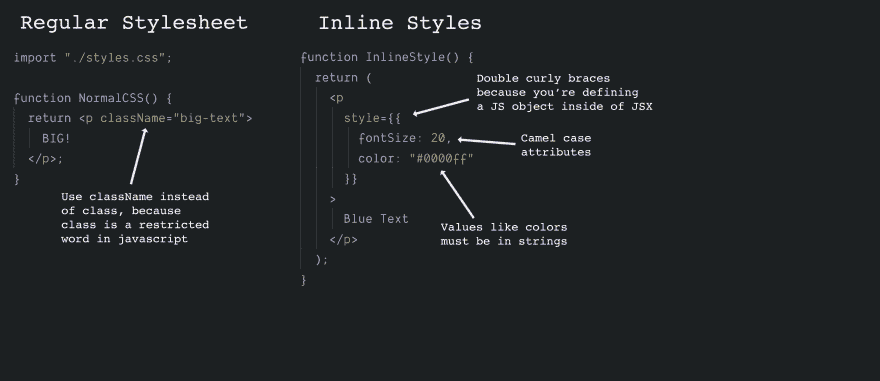 Regular Stylesheet
import "./styles.css";
function NormalCSS() {
return <p className="big-text">
BIG!
</p>;
}
Use className instead
of class, because
class is a restricted
word in javascript
Inline Styles
function InlineStyle() {
return (
<p
style={{
fontSize: 20,
color: "#0000ff"
}}
>
Blue Text
</p>
);
}
Double curly braces
because you're defining
a JS object inside of JSX
Camel case
attributes
Values like colors
must be in strings